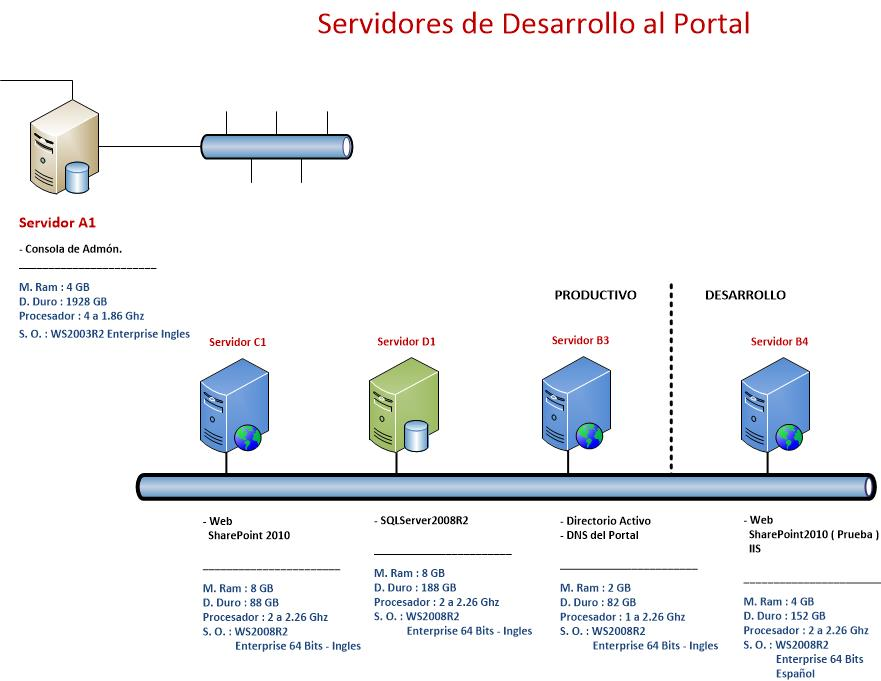 Servidores de Desarrollo al Portal
Servidor A1
- Consola de Admón.
M. Ram : 4 GB
D. Duro : 1928 GB
Procesador : 4 a 1.86 Ghz
S. O. : WS2003R2 Enterprise Ingles
PRODUCTIVO
DESARROLLO
Servidor C1
Servidor D1
Servidor B3
Servidor B4
- Web
SharePoint 2010
M. Ram : 8 GB
D. Duro : 88 GB
Procesador : 2 a 2.26 Ghz
S. O. : WS2008R2
Enterprise 64 Bits - Ingles
- SQLServer2008R2
M. Ram : 8 GB
D. Duro : 188 GB
Procesador : 2 a 2.26 Ghz
S. O. : WS2008R2
Enterprise 64 Bits - Ingles
- Directorio Activo
- DNS del Portal
M. Ram : 2 GB
D. Duro : 82 GB
Procesador : 1 a 2.26 Ghz
S. O. : WS2008R2
Enterprise 64 Bits - Ingles
- Web
SharePoint2010 ( Prueba )
IIS
M. Ram : 4 GB
D. Duro : 152 GB
Procesador : 2 a 2.26 Ghz
S. O. : WS2008R2
Enterprise 64 Bits
Español